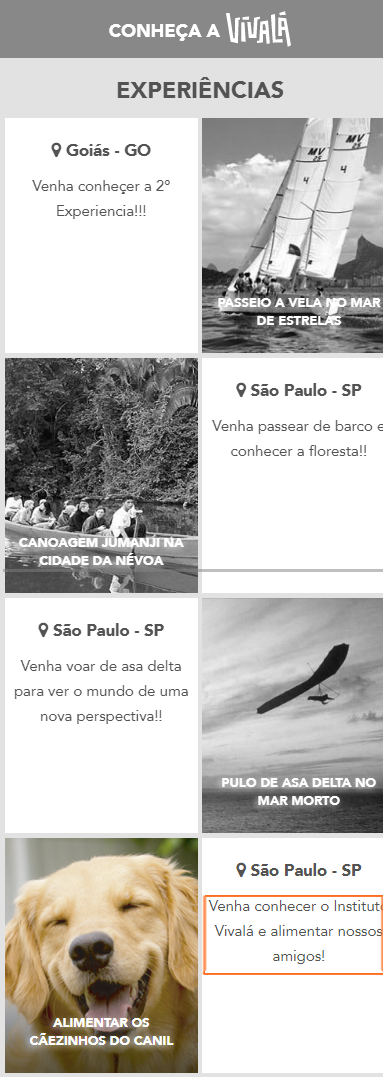 CONHEÇA A VIVALÁ
EXPERIÊNCIAS
Goiás - GO
Venha conheçer a 2º
Experiencia!!!
PASSEIO A VELA NO MAR
DE ESTRELAS
CANOAGEM JUMANJI NA
CIDADE DA NÉVOA
São Paulo - SP
Venha passear de barco e
conhecer a floresta!!
São Paulo - SP
Venha voar de asa delta
para ver o mundo de uma
nova perspectiva!!
PULO DE ASA DELTA NO
MAR MORTO
ALIMENTAR OS
CÃEZINHOS DO CANIL
São Paulo - SP
Venha conhecer o Instituto
Vivalá e alimentar nossos
amigos!